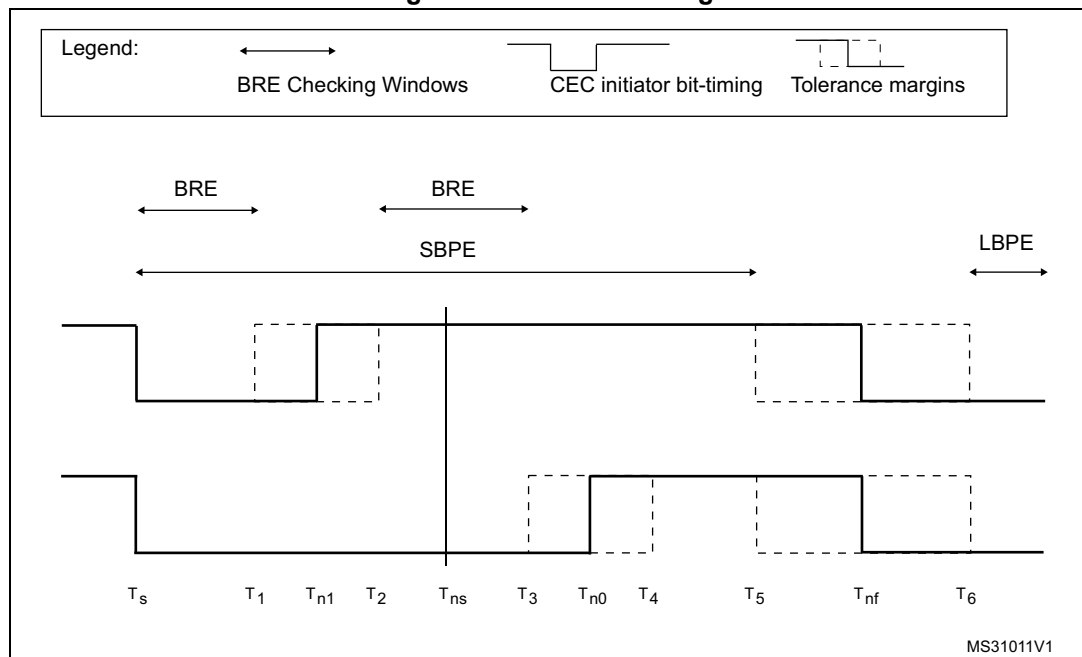 Legend:
BRE Checking Windows
CEC initiator bit-timing
Tolerance margins
BRE
BRE
SBPE
LBPE
Ts
T1
Tn1
T2
Tns
T3
Tn0
T4
T5
Tnf
T6
MS31011V1